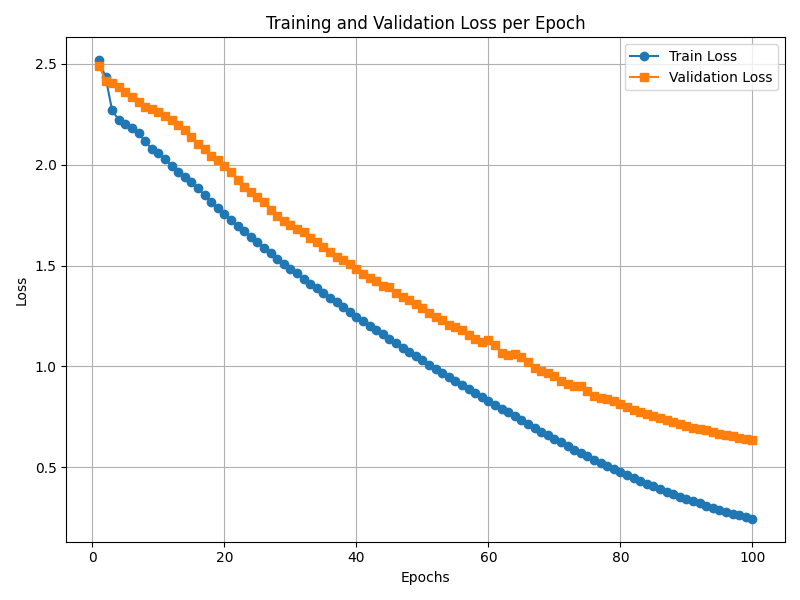 Training and Validation Loss per Epoch
Train Loss
Validation Loss
2.5
2.0
1.5
1.0
0.5
Loss
0 20 40 60 80 100
Epochs